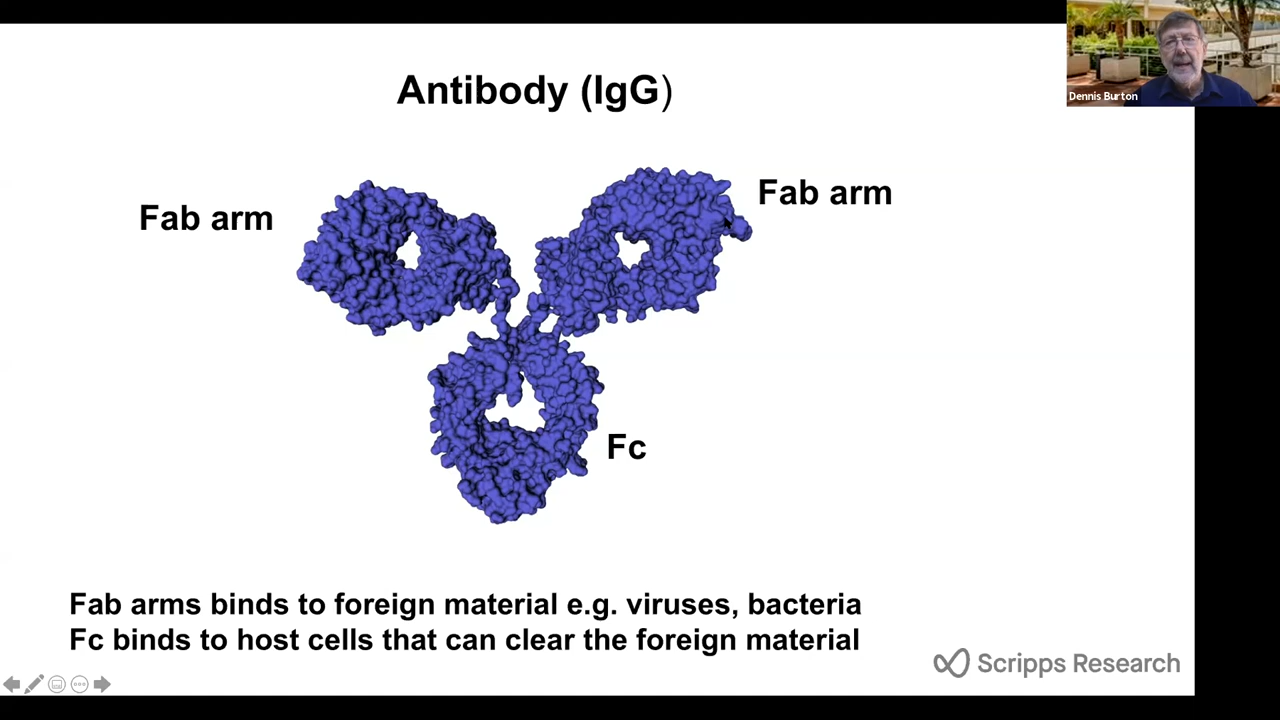 Dennis Burton
Antibody (IgG)
Fab arm
Fab arm
Fc
Fab arms binds to foreign material e.g. viruses, bacteria
Fc binds to host cells that can clear the foreign material
Scripps Research